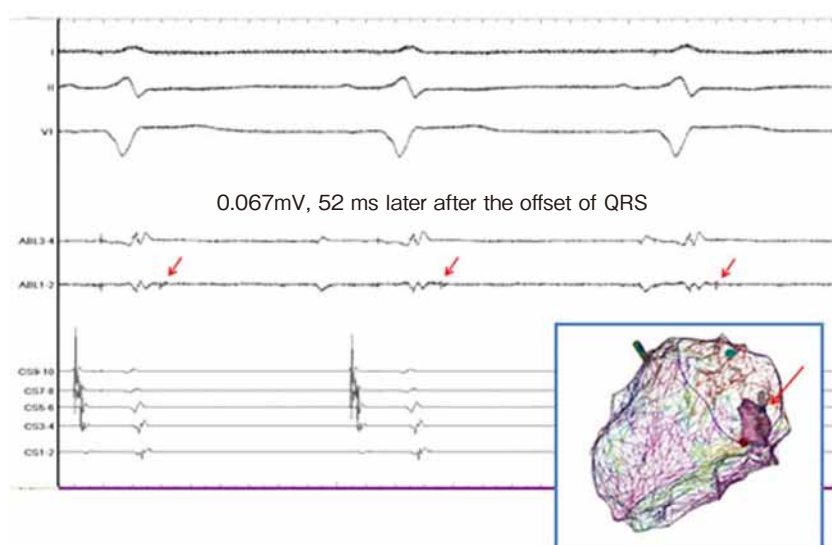 I
II
V1
0.067mV, 52 ms later after the offset of QRS
ABL3-4
ABL1-2
CS9-10
CS7-8
CS5-6
CS3-4
CS1-2